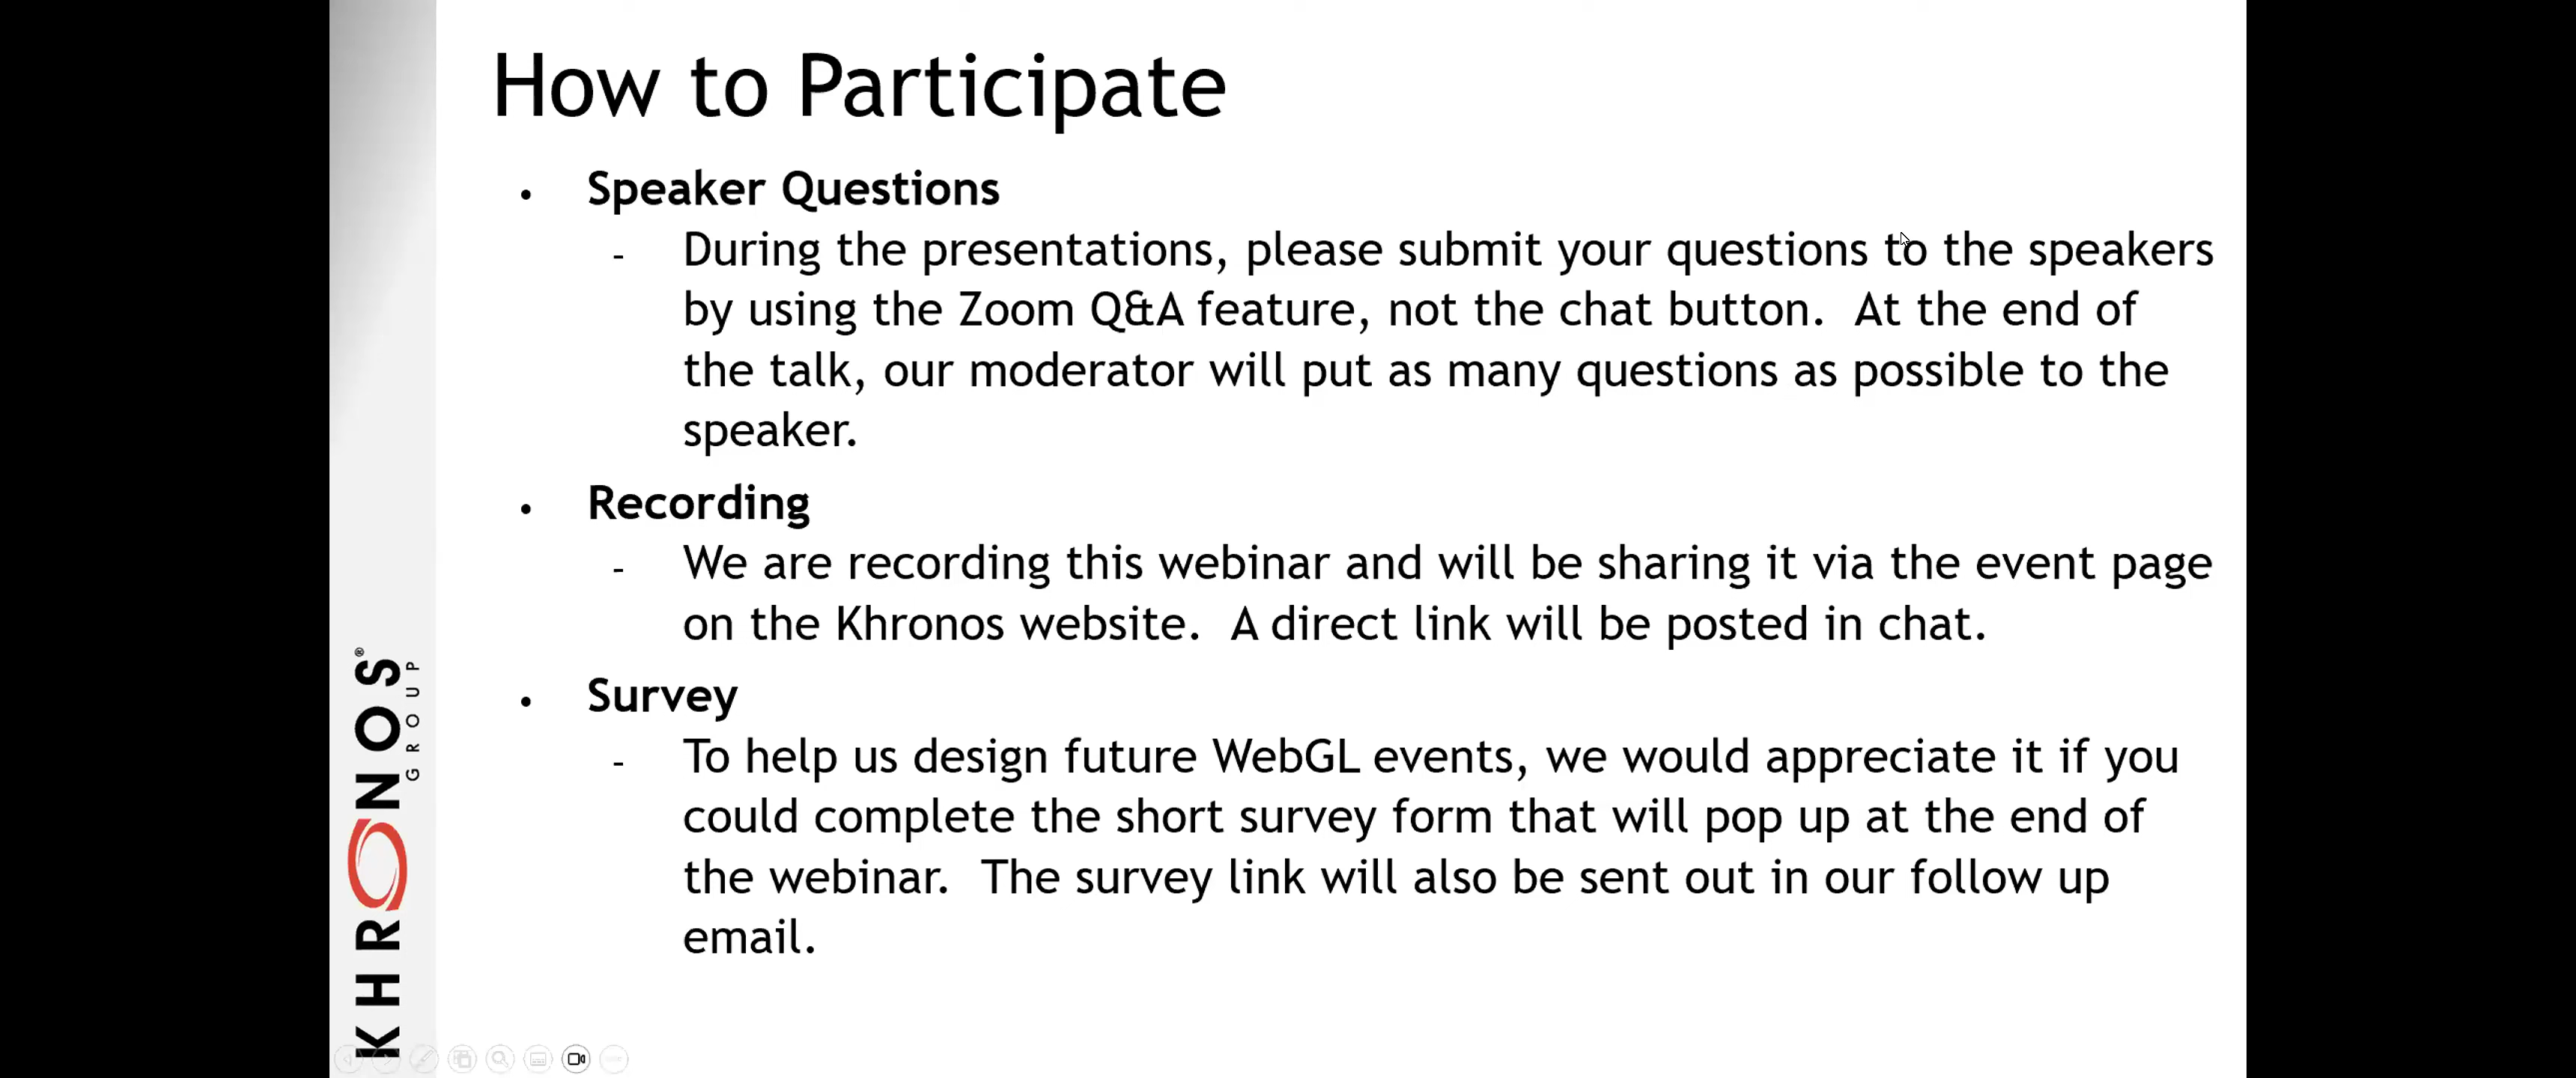 How to Participate
• Speaker Questions
- During the presentations, please submit your questions to the speakers
by using the Zoom Q&A feature, not the chat button.  At the end of
the talk, our moderator will put as many questions as possible to the
speaker.
• Recording
- We are recording this webinar and will be sharing it via the event page
on the Khronos website.  A direct link will be posted in chat.
• Survey
- To help us design future WebGL events, we would appreciate it if you
could complete the short survey form that will pop up at the end of
the webinar.  The survey link will also be sent out in our follow up
email.
KHRONOS®
GROUP